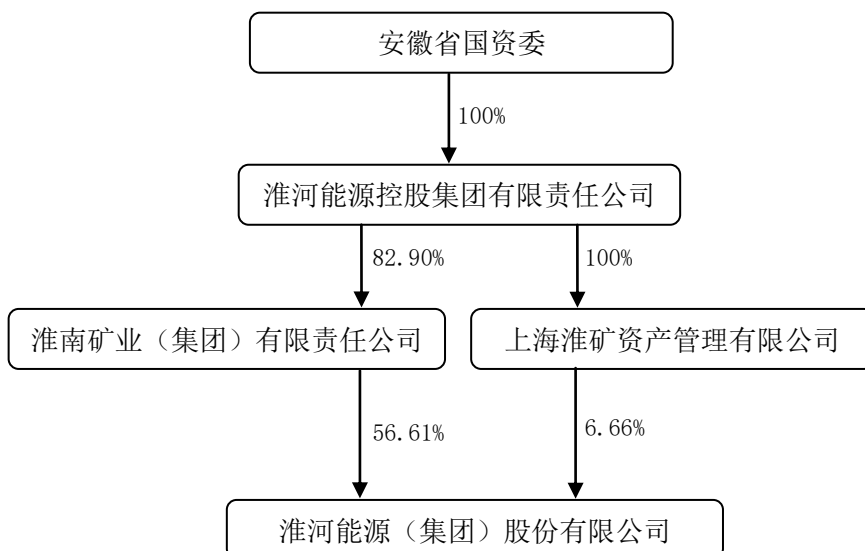 安徽省国资委
100%
淮河能源控股集团有限责任公司
82.90%
100%
淮南矿业（集团）有限责任公司
上海淮矿资产管理有限公司
56.61%
6.66%
淮河能源（集团）股份有限公司